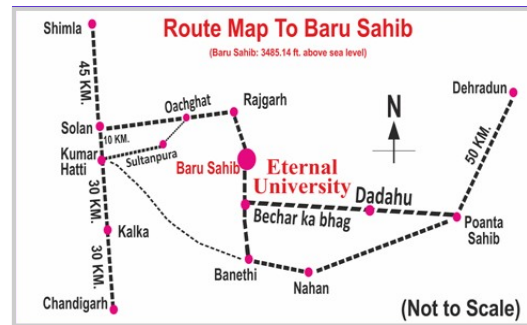 Route Map To Baru Sahib
(Baru Sahib: 3485.14 ft. above sea level)
Shimla
45 KM.
Dehradun
Oachghat
Rajgarh
N
Solan
10 KM.
Kumar
Hatti
Sultanpura
50 KM.
Baru Sahib
Eternal
University
30 KM.
Dadahu
Bechar ka bhag
Poanta
Sahib
Kalka
30 KM.
Banethi
Nahan
Chandigarh
(Not to Scale)